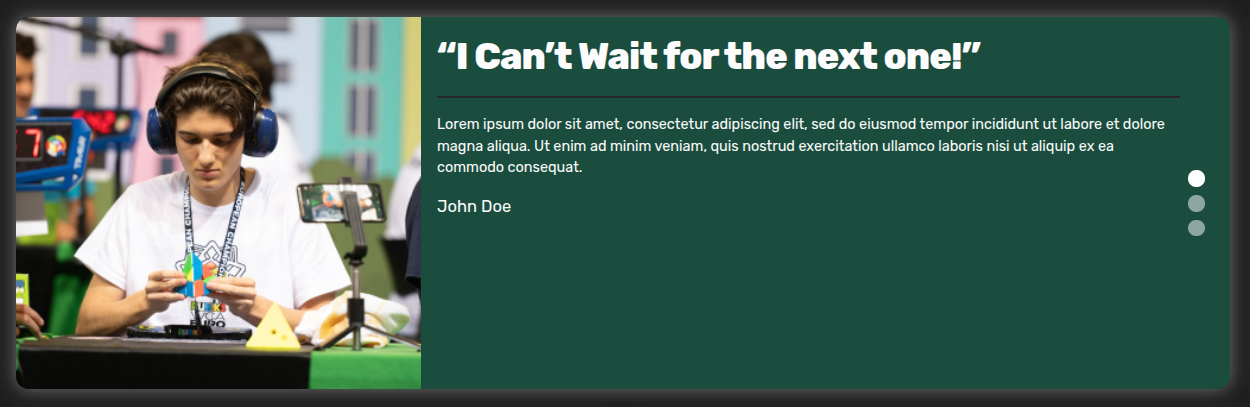 “I Can’t Wait for the next one!”
Lorem ipsum dolor sit amet, consectetur adipiscing elit, sed do eiusmod tempor incididunt ut labore et dolore
magna aliqua. Ut enim ad minim veniam, quis nostrud exercitation ullamco laboris nisi ut aliquip ex ea
commodo consequat.
John Doe
7
EURO